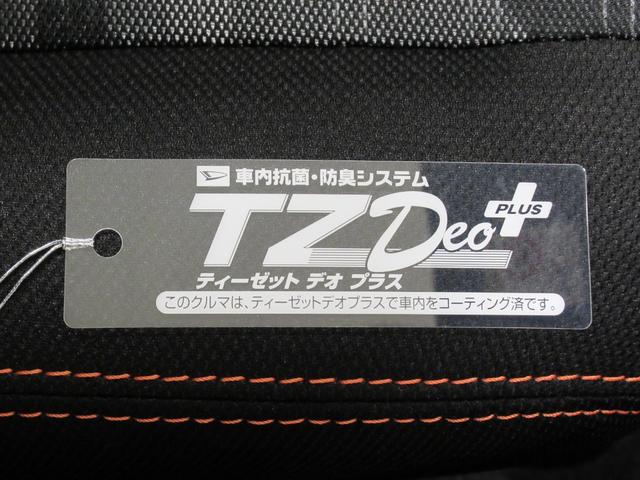 車内抗菌・防臭システム
TZDeo PLUS
ティーゼット デオ プラス
このクルマは、ティーゼットデオプラスで車内をコーティング済です。